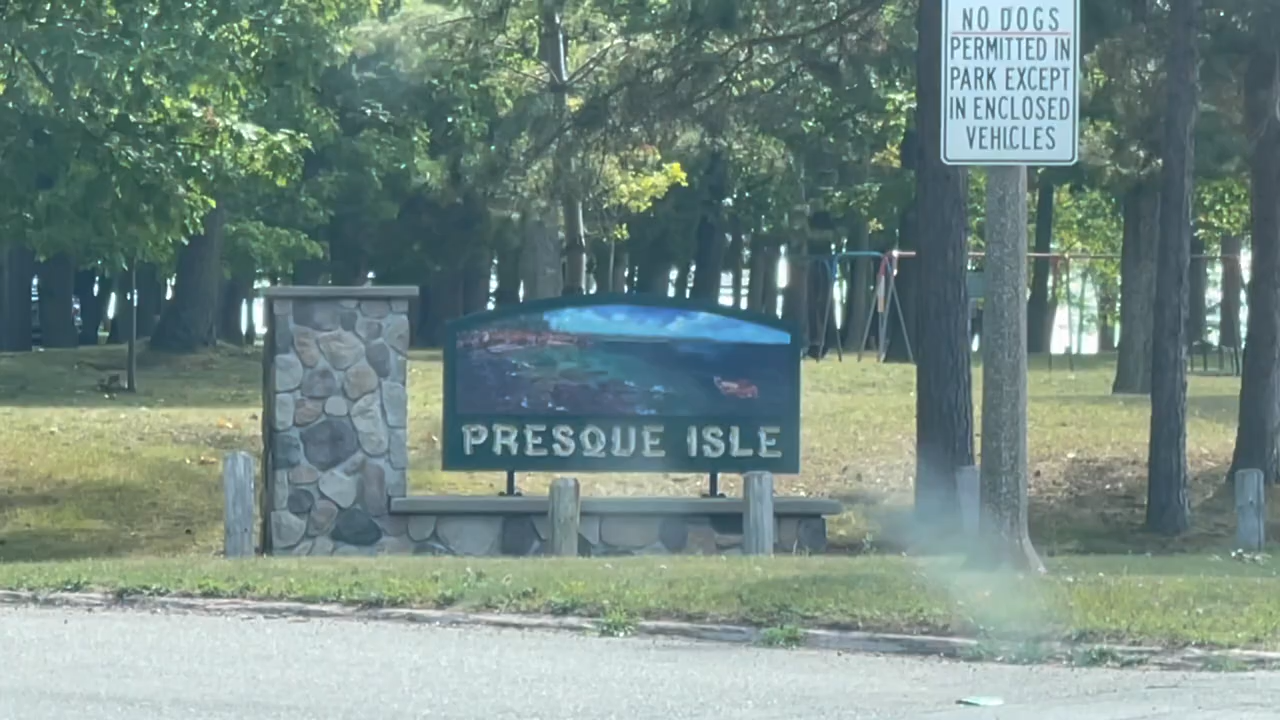 NO DOGS
PERMITTED IN
PARK EXCEPT
IN ENCLOSED
VEHICLES
PRESQUE ISLE